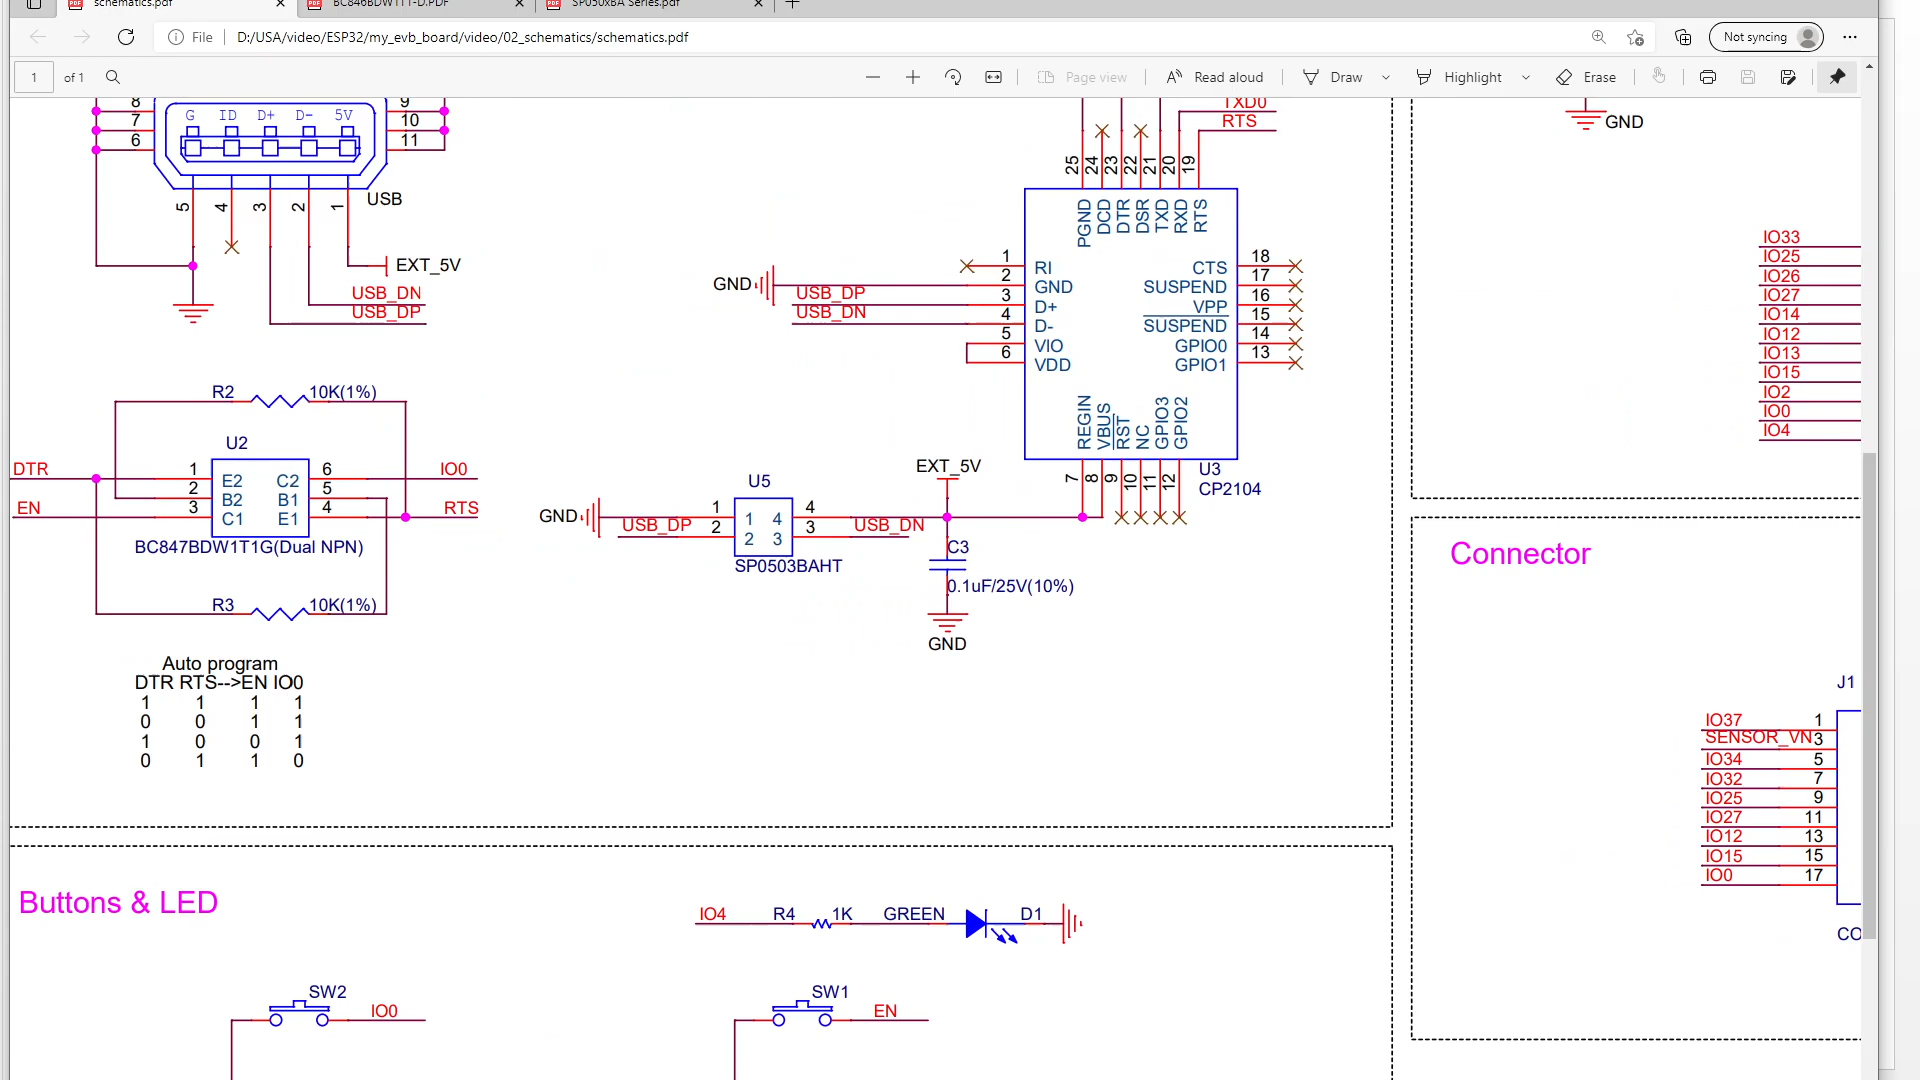 schematics.pdf
BC846BDW1T1-D.PDF
SP050xBA Series.pdf
File
D:/USA/video/ESP32/my_evb_board/video/02_schematics/schematics.pdf
Not syncing
1 of 1
Page view
Read aloud
Draw
Highlight
Erase
8
7
6
G ID D+ D- 5V
9
10
11
5 4 3 2 1
USB
EXT_5V
USB_DN
USB_DP
TXD0
RTS
25 24 23 22 21 20 19
PGND DCD DTR DSR TXD RXD RTS
GND
USB_DP
USB_DN
1 RI
2 GND
3 D+
4 D-
5 VIO
6 VDD
CTS 18
SUSPEND 17
VPP 16
SUSPEND 15
GPIO0 14
GPIO1 13
REGIN VBUS RST NC GPIO3 GPIO2
7 8 9 10 11 12
U3
CP2104
GND
IO33
IO25
IO26
IO27
IO14
IO12
IO13
IO15
IO2
IO0
IO4
R2 10K(1%)
U2
DTR 1 E2 C2 6 IO0
2 B2 B1 5
EN 3 C1 E1 4 RTS
BC847BDW1T1G(Dual NPN)
R3 10K(1%)
U5
GND 1 1 4 4
USB_DP 2 2 3 3 USB_DN
SP0503BAHT
EXT_5V
C3
0.1uF/25V(10%)
GND
Auto program
DTR RTS-->EN IO0
1 1 1 1
0 0 1 1
1 0 0 1
0 1 1 0
Connector
J1
IO37 1
SENSOR_VN 3
IO34 5
IO32 7
IO25 9
IO27 11
IO12 13
IO15 15
IO0 17
CO
Buttons & LED
IO4 R4 1K GREEN D1
SW2
IO0
SW1
EN